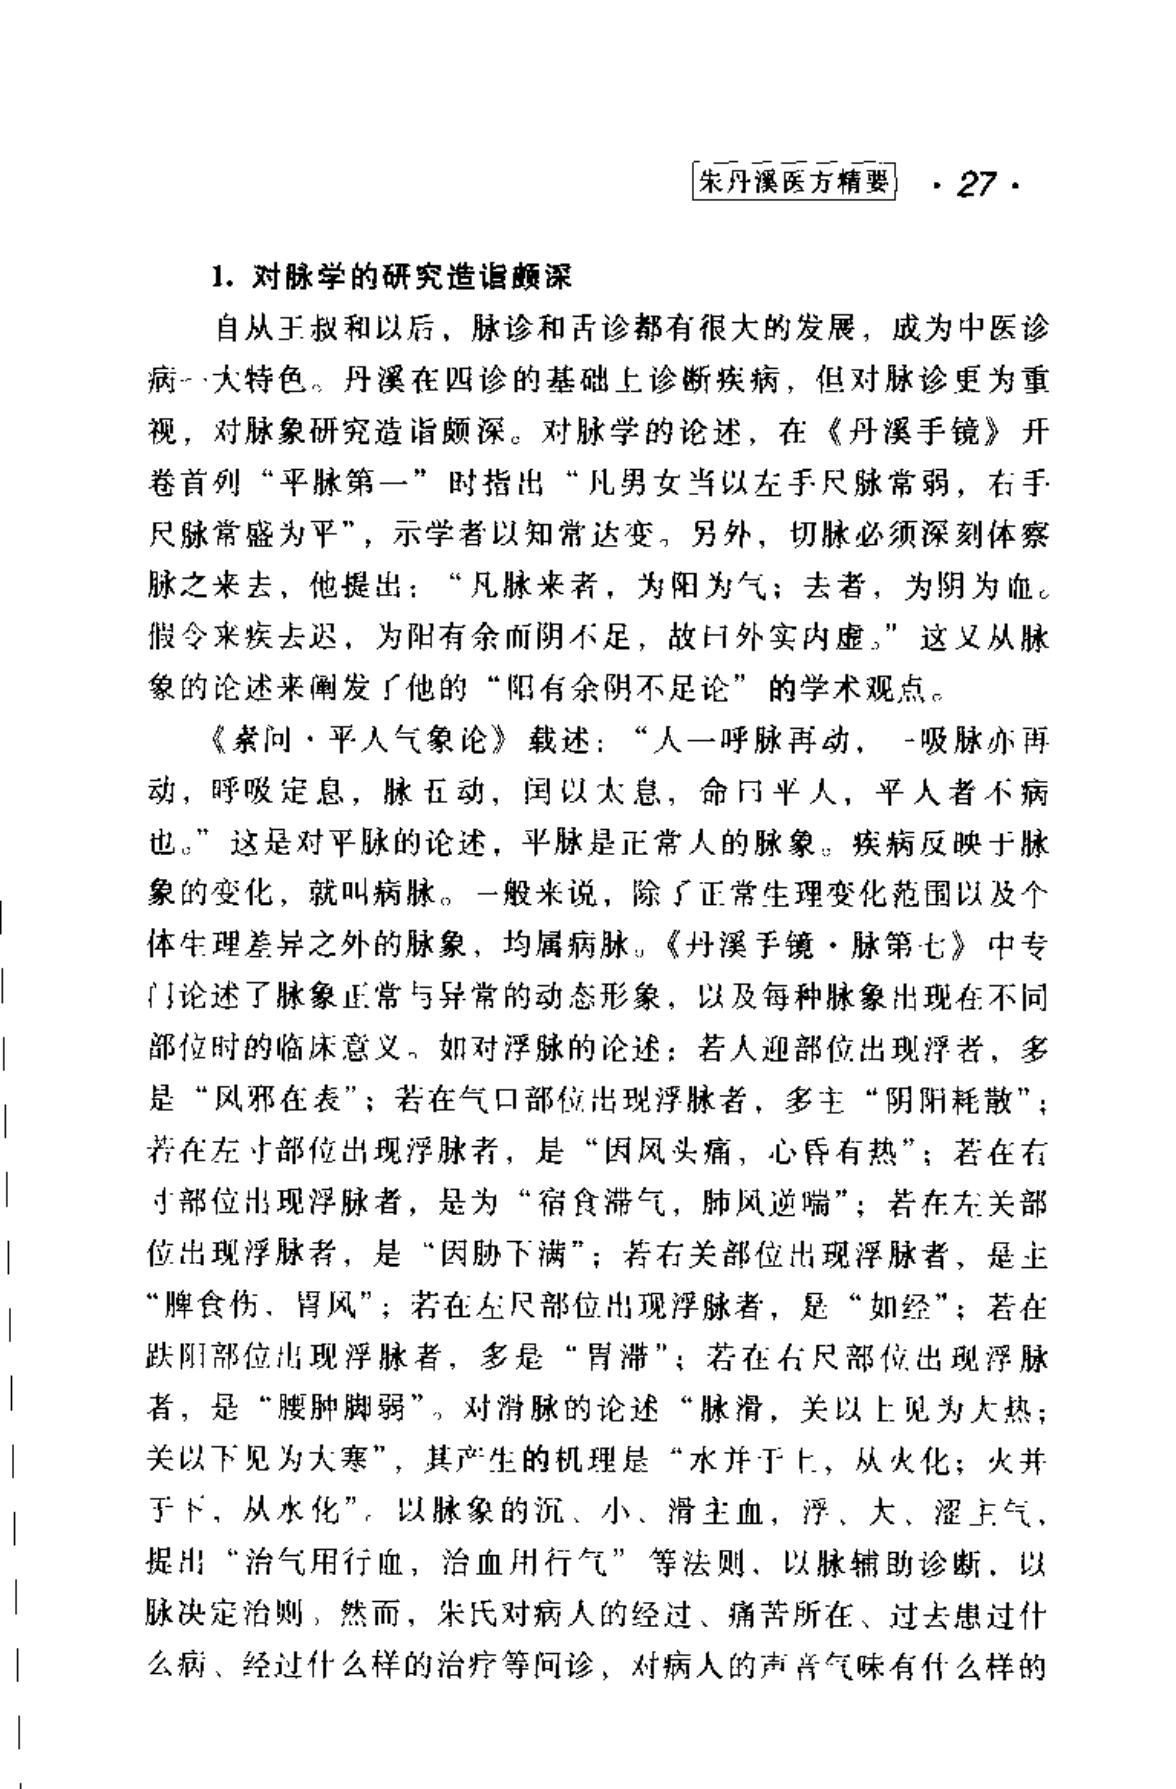 朱丹溪医方精要 ·27·
1. 对脉学的研究造诣颇深
自从王叔和以后，脉诊和舌诊都有很大的发展，成为中医诊
病一大特色。丹溪在四诊的基础上诊断疾病，但对脉诊更为重
视，对脉象研究造诣颇深。对脉学的论述，在《丹溪手镜》开
卷首列“平脉第一”时指出“凡男女当以左手尺脉常弱，右手
尺脉常盛为平”，示学者以知常达变。另外，切脉必须深刻体察
脉之来去，他提出：“凡脉来者，为阳为气；去者，为阴为血。
假令来疾去迟，为阳有余而阴不足，故曰外实内虚。”这又从脉
象的论述来阐发了他的“阳有余阴不足论”的学术观点。
《素问·平人气象论》载述：“人一呼脉再动，一吸脉亦再
动，呼吸定息，脉五动，闰以太息，命曰平人，平人者不病
也。”这是对平脉的论述，平脉是正常人的脉象。疾病反映于脉
象的变化，就叫病脉。一般来说，除了正常生理变化范围以及个
体生理差异之外的脉象，均属病脉。《丹溪手镜·脉第七》中专
门论述了脉象正常与异常的动态形象，以及每种脉象出现在不同
部位时的临床意义。如对浮脉的论述：若人迎部位出现浮者，多
是“风邪在表”；若在气口部位出现浮脉者，多主“阴阳耗散”；
若在左寸部位出现浮脉者，是“因风头痛，心昏有热”；若在右
寸部位出现浮脉者，是为“宿食滞气，肺风逆喘”；若在左关部
位出现浮脉者，是“因胁下满”；若右关部位出现浮脉者，是主
“脾食伤、胃风”；若在左尺部位出现浮脉者，是“如经”；若在
趺阳部位出现浮脉者，多是“胃滞”；若在右尺部位出现浮脉
者，是“腰肿脚弱”。对滑脉的论述“脉滑，关以上见为大热；
关以下见为大寒”，其产生的机理是“水并于上，从火化；火并
于下，从水化”。以脉象的沉、小、滑主血，浮、大、涩主气，
提出“治气用行血，治血用行气”等法则，以脉辅助诊断，以
脉决定治则。然而，朱氏对病人的经过、痛苦所在、过去患过什
么病、经过什么样的治疗等问诊，对病人的声音气味有什么样的